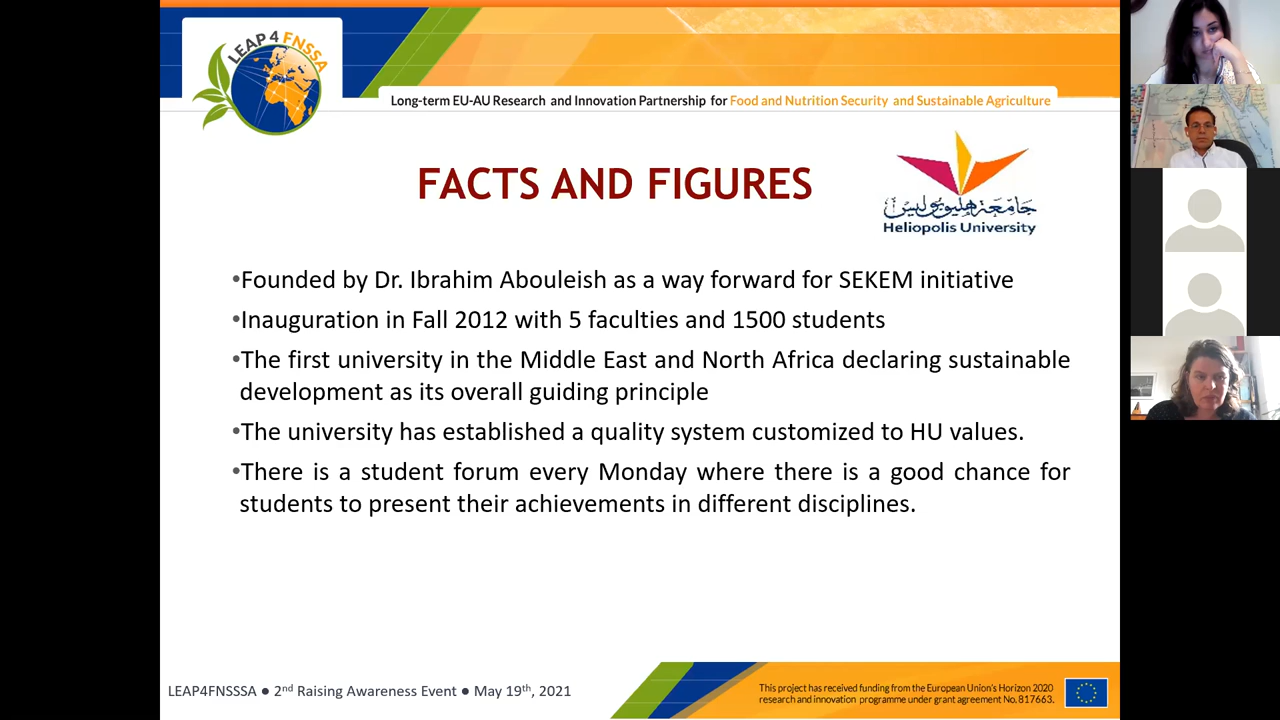 LEAP 4 FNSSA
Long-term EU-AU Research and Innovation Partnership for Food and Nutrition Security and Sustainable Agriculture
FACTS AND FIGURES
جامعة هليوبوليس
Heliopolis University
•Founded by Dr. Ibrahim Abouleish as a way forward for SEKEM initiative
•Inauguration in Fall 2012 with 5 faculties and 1500 students
•The first university in the Middle East and North Africa declaring sustainable
development as its overall guiding principle
•The university has established a quality system customized to HU values.
•There is a student forum every Monday where there is a good chance for
students to present their achievements in different disciplines.
LEAP4FNSSSA ● 2nd Raising Awareness Event ● May 19th, 2021
This project has received funding from the European Union's Horizon 2020
research and innovation programme under grant agreement No. 817663.